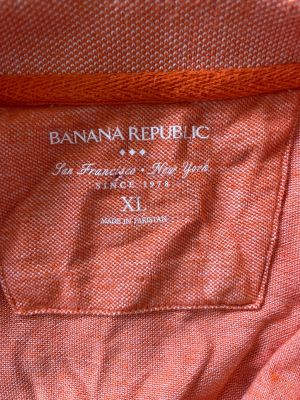 BANANA REPUBLIC
San Francisco • New York
SINCE 1978
XL
MADE IN PAKISTAN